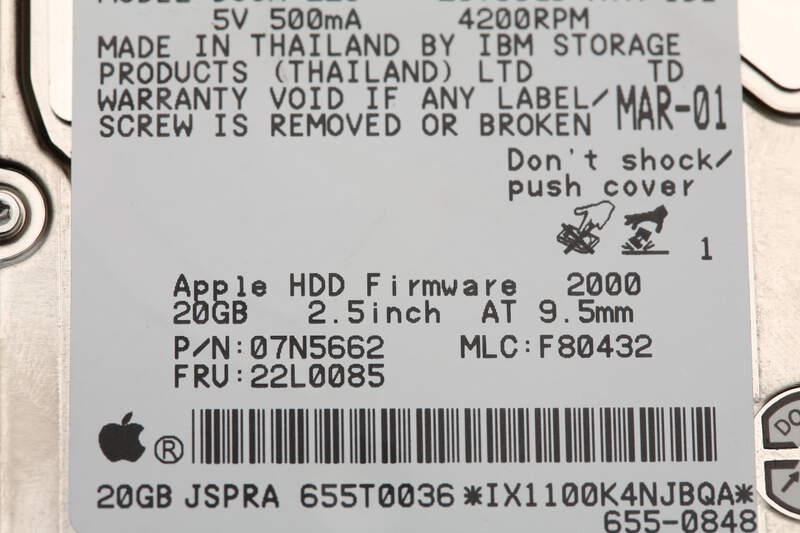 5V 500mA 4200RPM
MADE IN THAILAND BY IBM STORAGE
PRODUCTS (THAILAND) LTD TD
WARRANTY VOID IF ANY LABEL/ MAR-01
SCREW IS REMOVED OR BROKEN
Don't shock/
push cover
1
Apple HDD Firmware 2000
20GB 2.5inch AT 9.5mm
P/N:07N5662 MLC:F80432
FRU:22L0085
®
20GB JSPRA 655T0036 *IX1100K4NJBQA*
655-0848
DO